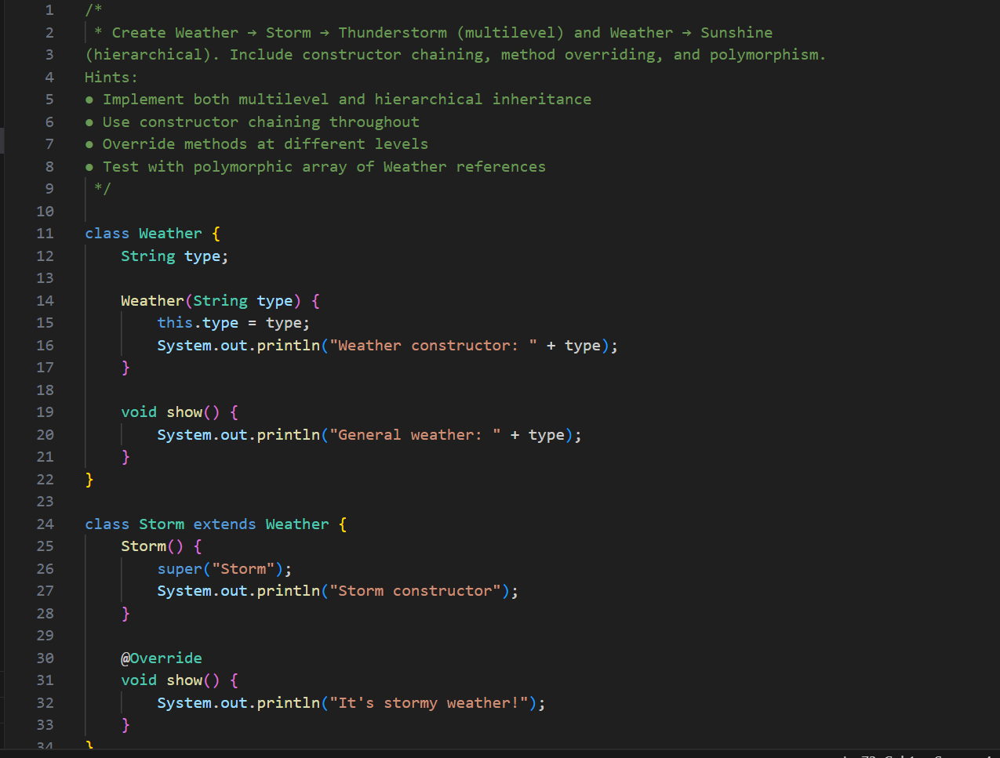 1 /*
2 * Create Weather → Storm → Thunderstorm (multilevel) and Weather → Sunshine
3 (hierarchical). Include constructor chaining, method overriding, and polymorphism.
4 Hints:
5 ● Implement both multilevel and hierarchical inheritance
6 ● Use constructor chaining throughout
7 ● Override methods at different levels
8 ● Test with polymorphic array of Weather references
9 */
10
11 class Weather {
12 String type;
13
14 Weather(String type) {
15 this.type = type;
16 System.out.println("Weather constructor: " + type);
17 }
18
19 void show() {
20 System.out.println("General weather: " + type);
21 }
22 }
23
24 class Storm extends Weather {
25 Storm() {
26 super("Storm");
27 System.out.println("Storm constructor");
28 }
29
30 @Override
31 void show() {
32 System.out.println("It's stormy weather!");
33 }
34 }